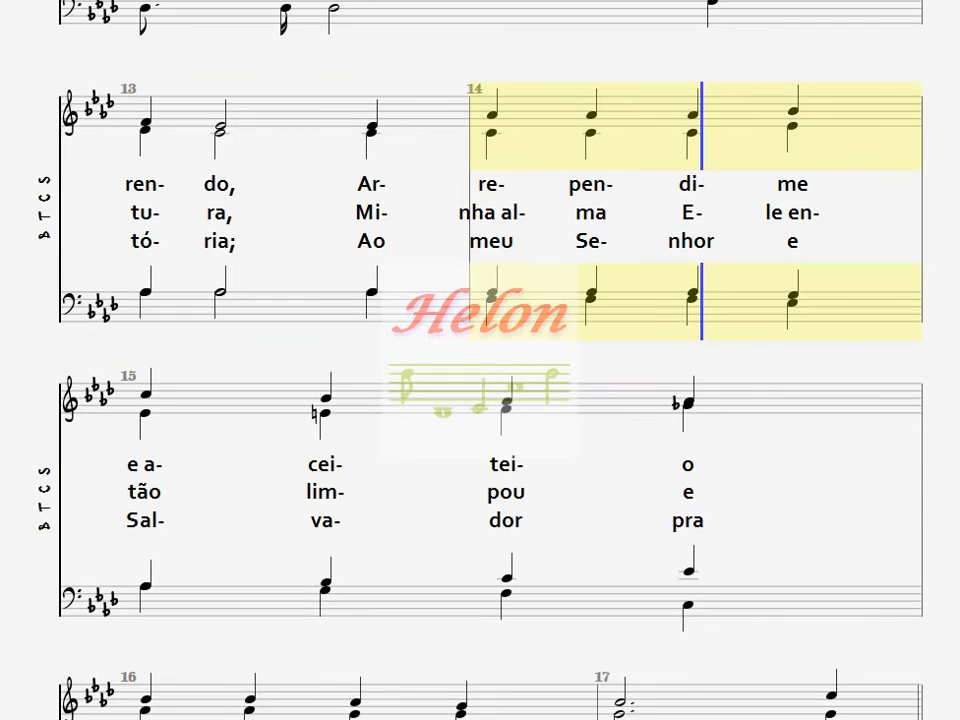 13 14
S C T B
ren- do, Ar- re- pen- di- me
tu- ra, Mi- nha al- ma E- le en-
tó- ria; Ao meu Se- nhor e
Helon
15
S C T B
e a- cei- tei- o
tão lim- pou e
Sal- va- dor pra
16 17